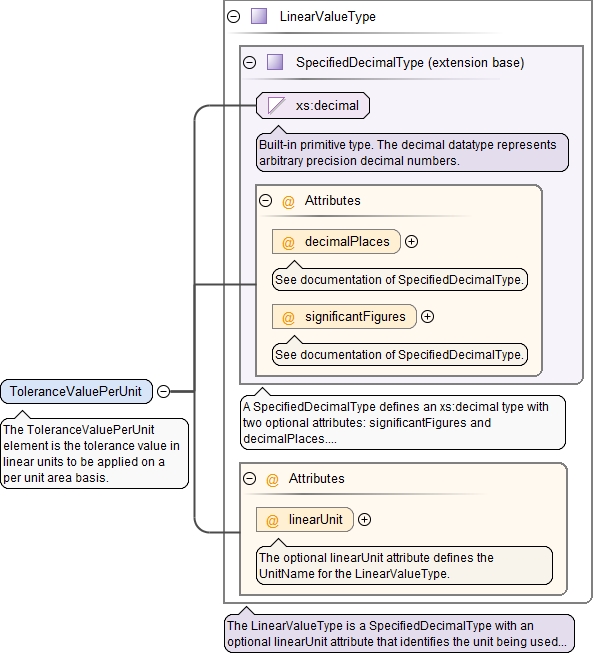 LinearValueType
SpecifiedDecimalType (extension base)
xs:decimal
Built-in primitive type. The decimal datatype represents
arbitrary precision decimal numbers.
@ Attributes
@ decimalPlaces
See documentation of SpecifiedDecimalType.
@ significantFigures
See documentation of SpecifiedDecimalType.
ToleranceValuePerUnit
The ToleranceValuePerUnit
element is the tolerance value in
linear units to be applied on a
per unit area basis.
A SpecifiedDecimalType defines an xs:decimal type with
two optional attributes: significantFigures and
decimalPlaces....
@ Attributes
@ linearUnit
The optional linearUnit attribute defines the
UnitName for the LinearValueType.
The LinearValueType is a SpecifiedDecimalType with an
optional linearUnit attribute that identifies the unit being used...